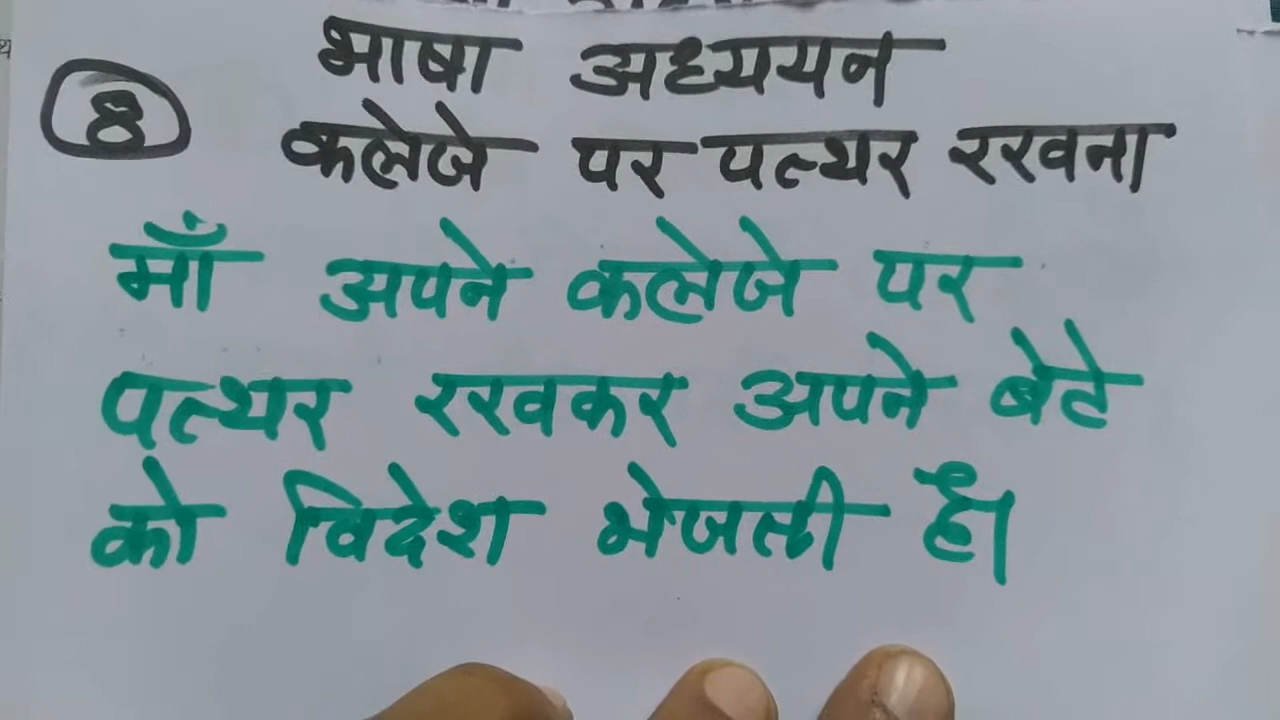 भाषा अध्ययन
8 कलेजे पर पत्थर रखना
माँ अपने कलेजे पर
पत्थर रखकर अपने बेटे
को विदेश भेजती है।